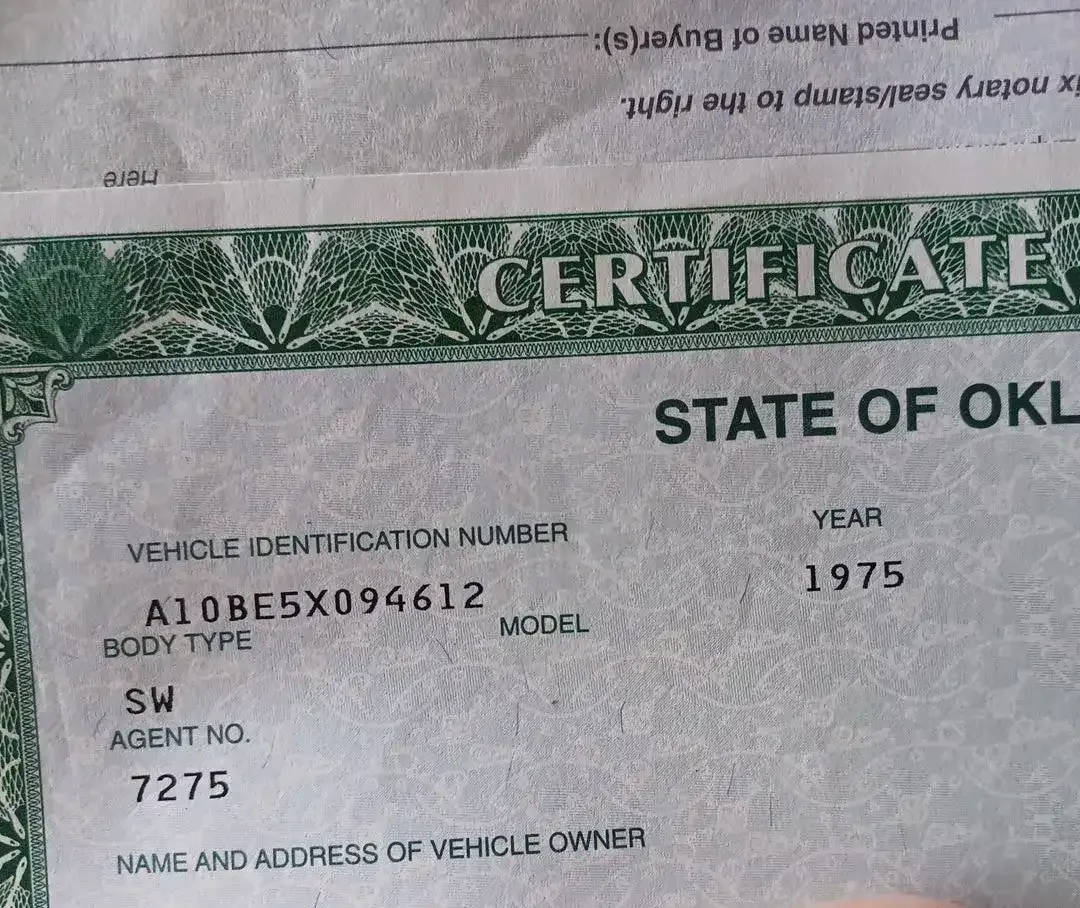 Printed Name of Buyer(s):
notary seal/stamp to the right.
Here
CERTIFICATE
STATE OF OKL
VEHICLE IDENTIFICATION NUMBER YEAR
A10BE5X094612 1975
BODY TYPE MODEL
SW
AGENT NO.
7275
NAME AND ADDRESS OF VEHICLE OWNER